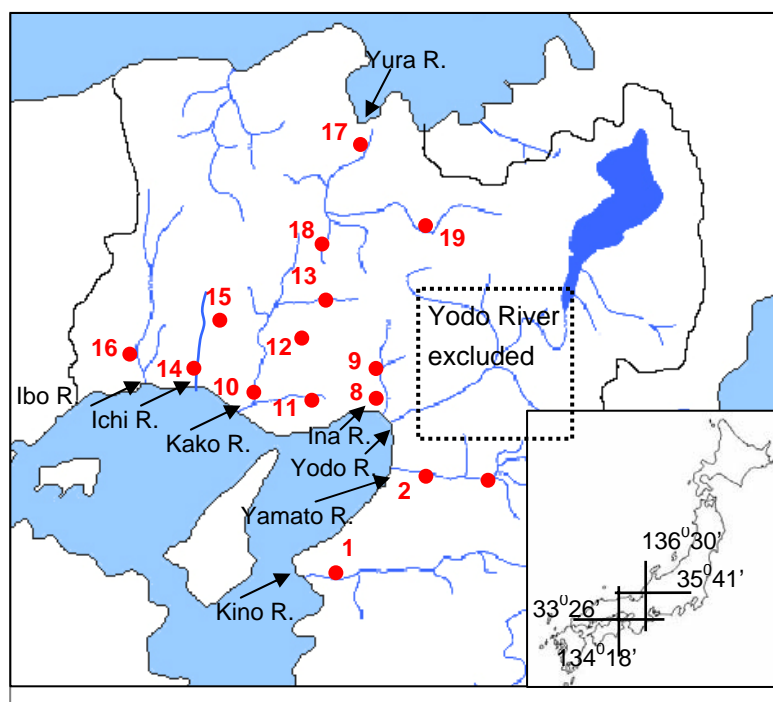 Yura R.
17
18
19
13
15
Yodo River
excluded
12
16
14
9
10
8
11
Ibo R.
Ichi R.
Kako R.
Ina R.
Yodo R.
2
Yamato R.
1
Kino R.
136⁰30’
35⁰41’
33⁰26’
134⁰18’